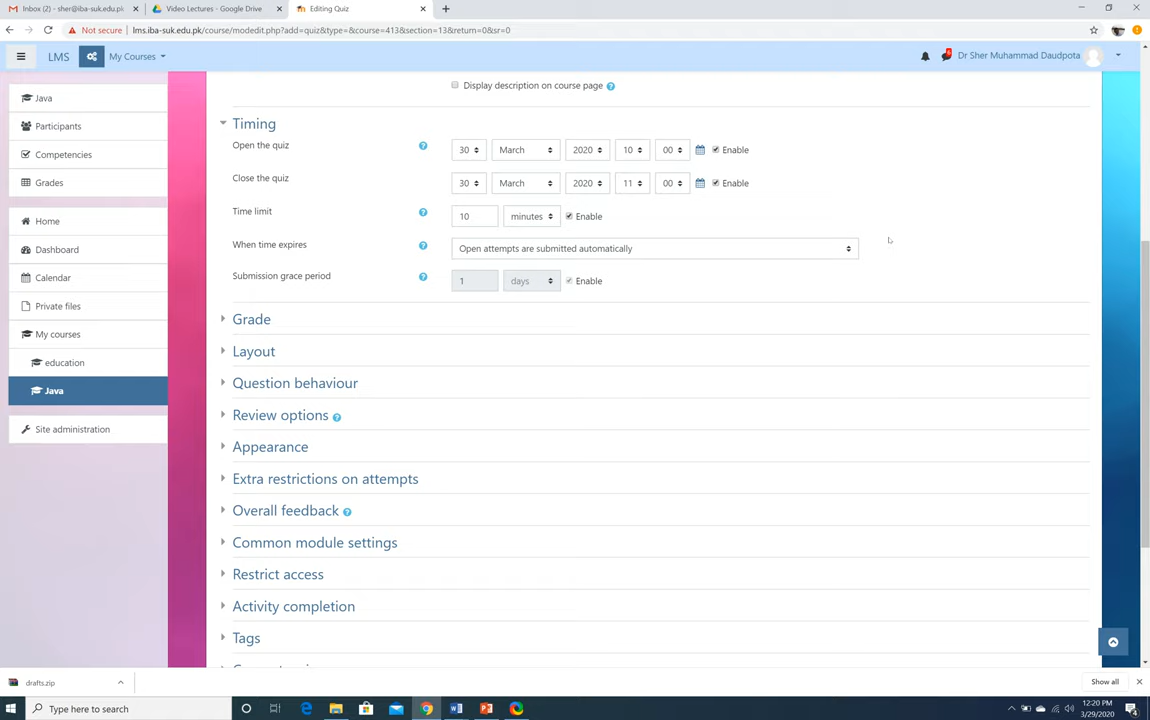 Inbox (2) - sher@iba-suk.edu.pl
Video Lectures - Google Drive
Editing Quiz
Not secure
lms.iba-suk.edu.pk/course/modedit.php?add=quiz&type=&course=413&section=13&return=0&sr=0
LMS
My Courses
6
Dr Sher Muhammad Daudpota
Java
Participants
Competencies
Grades
Home
Dashboard
Calendar
Private files
My courses
education
Java
Site administration
Display description on course page
Timing
Open the quiz
30 March 2020 10 00 Enable
Close the quiz
30 March 2020 11 00 Enable
Time limit
10 minutes Enable
When time expires
Open attempts are submitted automatically
Submission grace period
1 days Enable
Grade
Layout
Question behaviour
Review options
Appearance
Extra restrictions on attempts
Overall feedback
Common module settings
Restrict access
Activity completion
Tags
drafts.zip
Show all
Type here to search
12:20 PM
3/29/2020